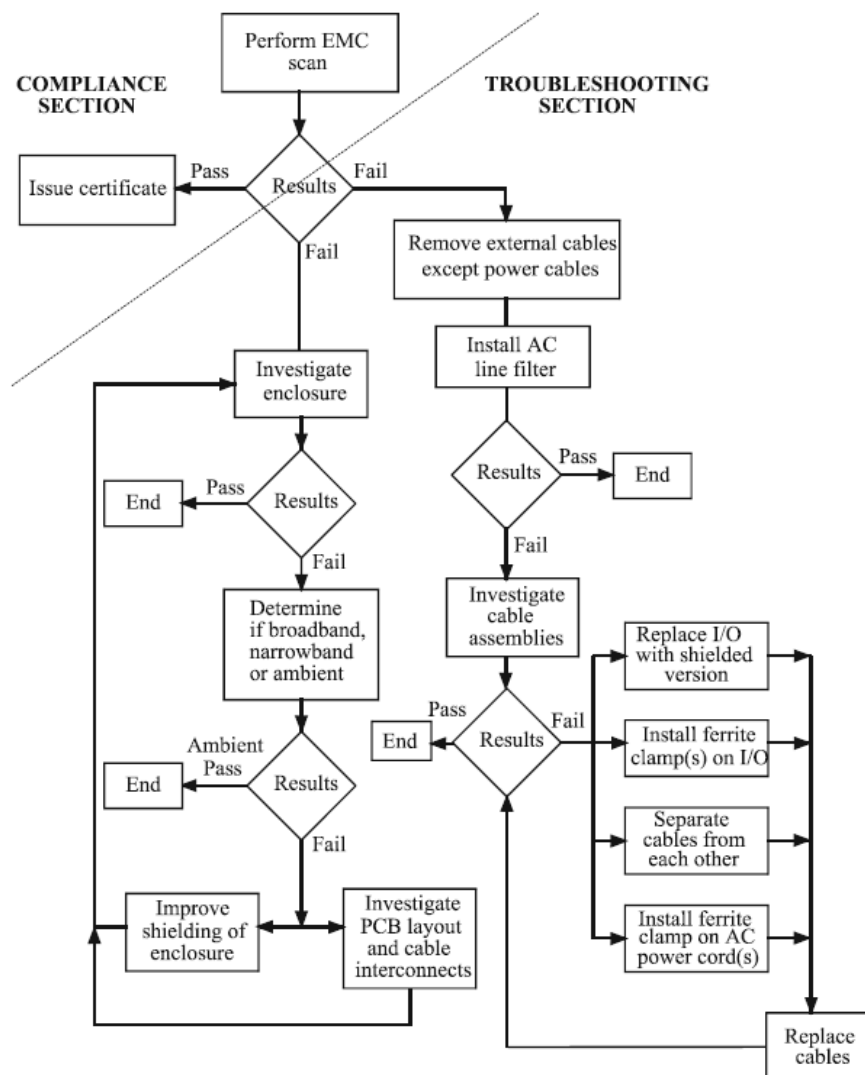 Perform EMC
scan
COMPLIANCE
SECTION
TROUBLESHOOTING
SECTION
Pass
Fail
Issue certificate
Results
Fail
Remove external cables
except power cables
Install AC
line filter
Investigate
enclosure
Pass
End
Results
Results
Pass
End
Fail
Fail
Determine
if broadband,
narrowband
or ambient
Investigate
cable
assemblies
Replace I/O
with shielded
version
Ambient
Pass
End
Results
Pass
End
Results
Fail
Install ferrite
clamp(s) on I/O
Fail
Separate
cables from
each other
Improve
shielding of
enclosure
Investigate
PCB layout
and cable
interconnects
Install ferrite
clamp on AC
power cord(s)
Replace
cables